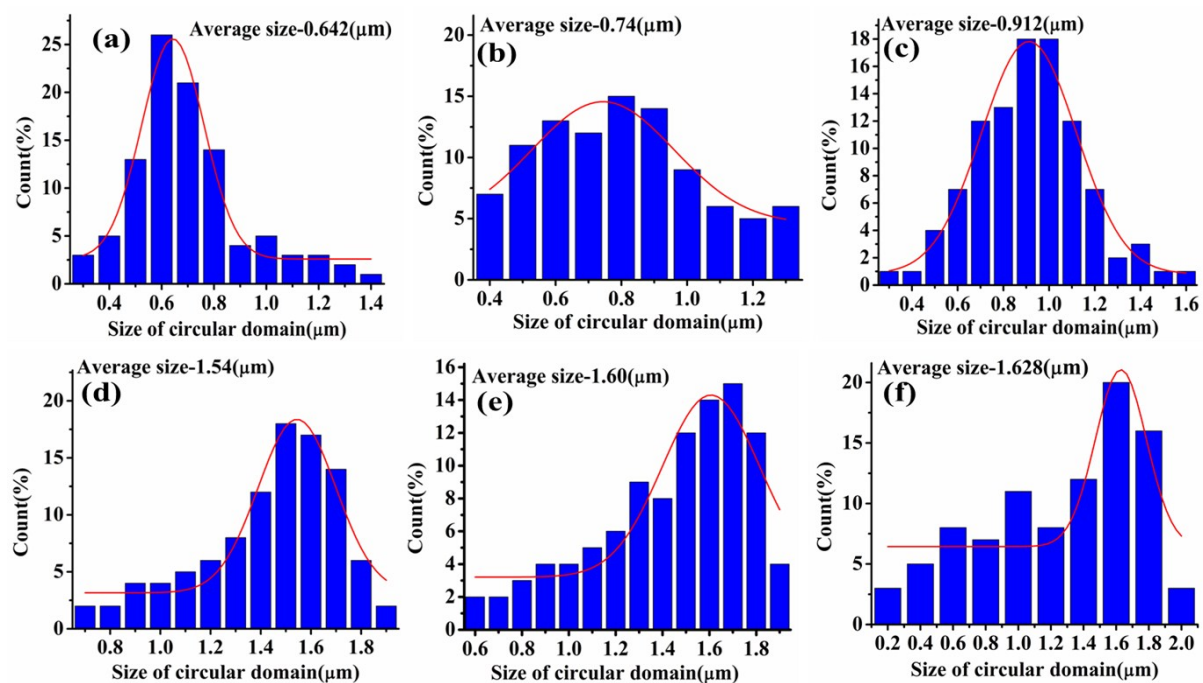 (a)
Average size-0.642(μm)
25
20
15
10
5
0
Count(%)
0.4 0.6 0.8 1.0 1.2 1.4
Size of circular domain(μm)
(b)
Average size-0.74(μm)
20
15
10
5
0
Count(%)
0.4 0.6 0.8 1.0 1.2
Size of circular domain(μm)
(c)
Average size-0.912(μm)
18
16
14
12
10
8
6
4
2
0
Count(%)
0.4 0.6 0.8 1.0 1.2 1.4 1.6
Size of circular domain(μm)
Average size-1.54(μm)
(d)
20
15
10
5
0
Count(%)
0.8 1.0 1.2 1.4 1.6 1.8
Size of circular domain(μm)
Average size-1.60(μm)
(e)
16
14
12
10
8
6
4
2
0
Count(%)
0.6 0.8 1.0 1.2 1.4 1.6 1.8
Size of circular domain(μm)
Average size-1.628(μm)
(f)
20
15
10
5
0
Count(%)
0.2 0.4 0.6 0.8 1.0 1.2 1.4 1.6 1.8 2.0
Size of circular domain(μm)